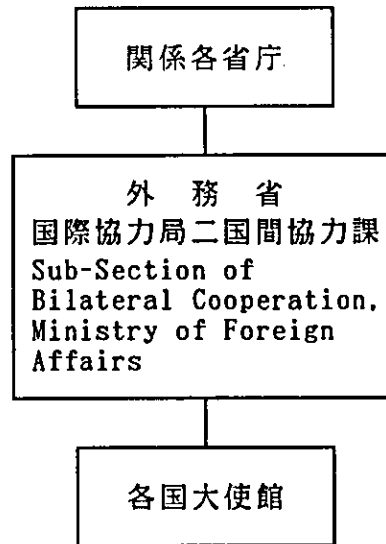 関係各省庁
外務省
国際協力局二国間協力課
Sub-Section of
Bilateral Cooperation,
Ministry of Foreign
Affairs
各国大使館